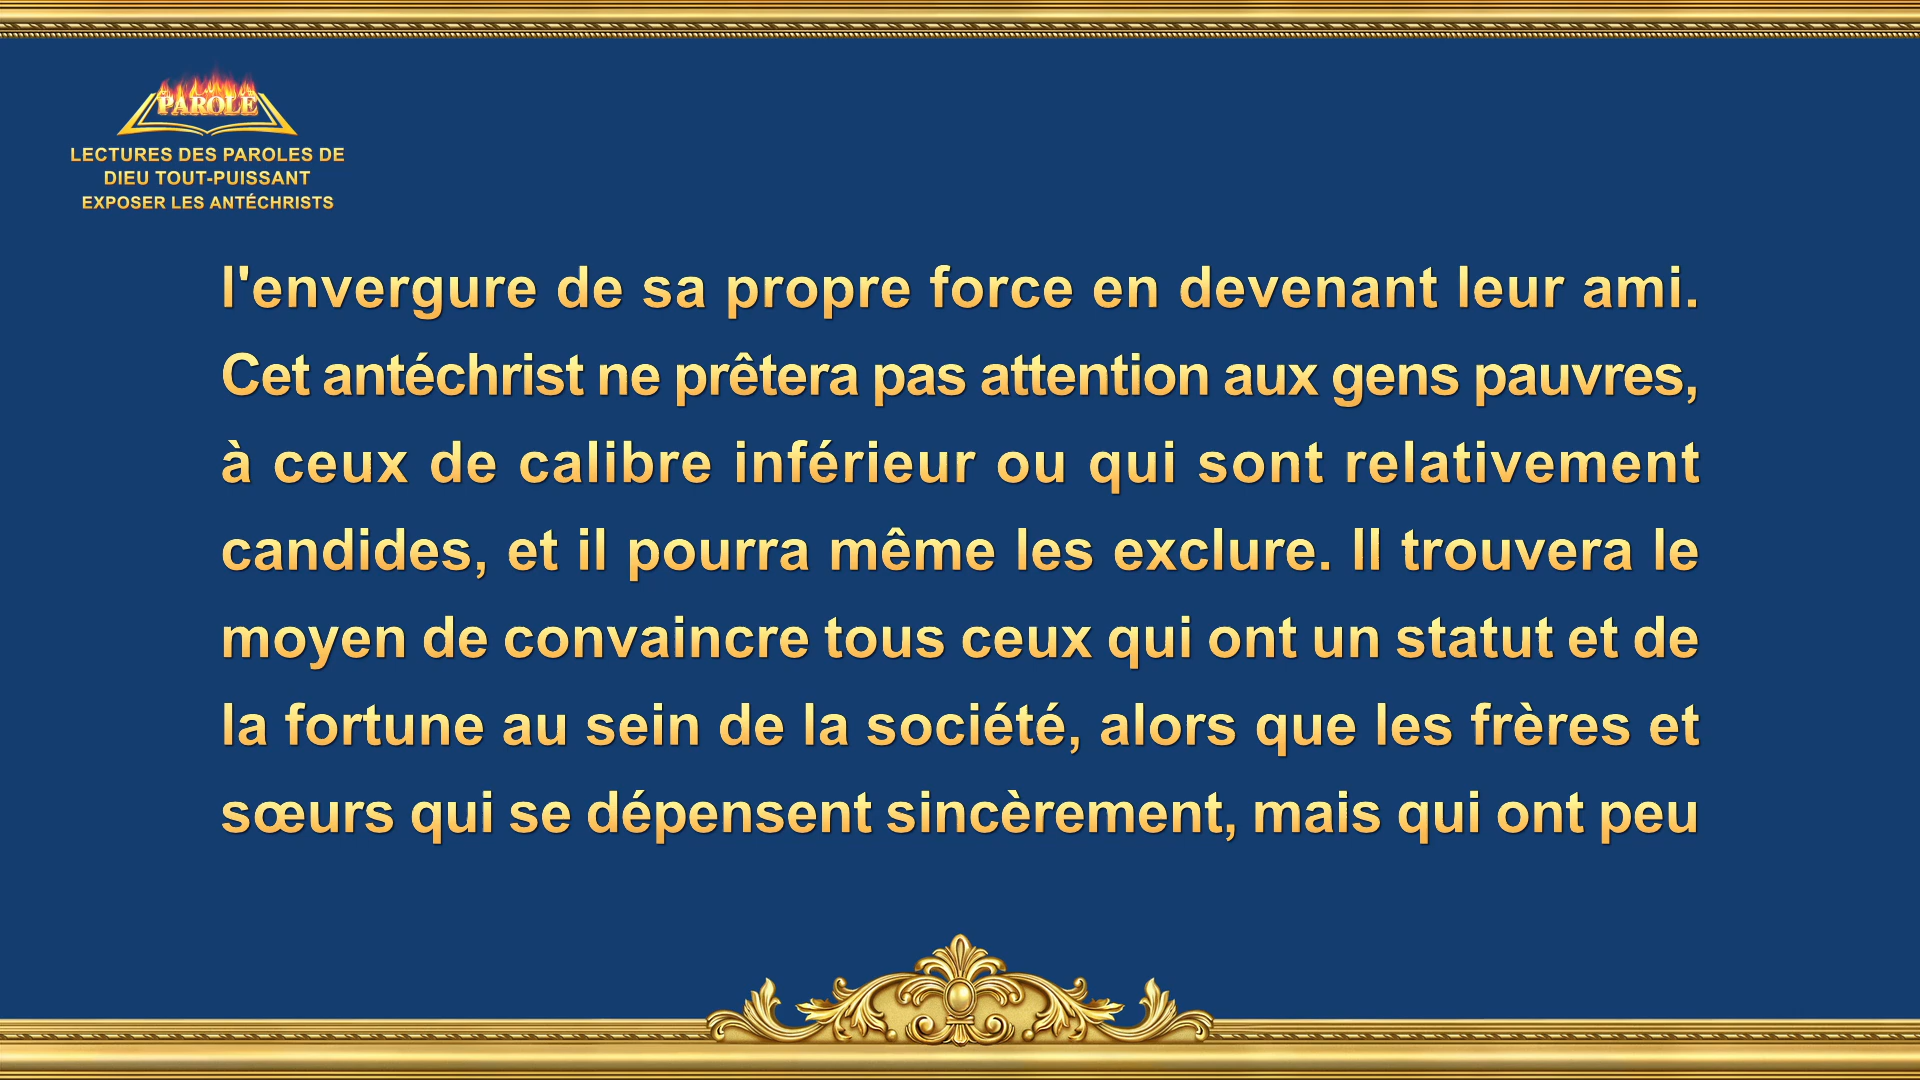 PAROLE
LECTURES DES PAROLES DE
DIEU TOUT-PUISSANT
EXPOSER LES ANTÉCHRISTS
l'envergure de sa propre force en devenant leur ami.
Cet antéchrist ne prêtera pas attention aux gens pauvres,
à ceux de calibre inférieur ou qui sont relativement
candides, et il pourra même les exclure. Il trouvera le
moyen de convaincre tous ceux qui ont un statut et de
la fortune au sein de la société, alors que les frères et
sœurs qui se dépensent sincèrement, mais qui ont peu